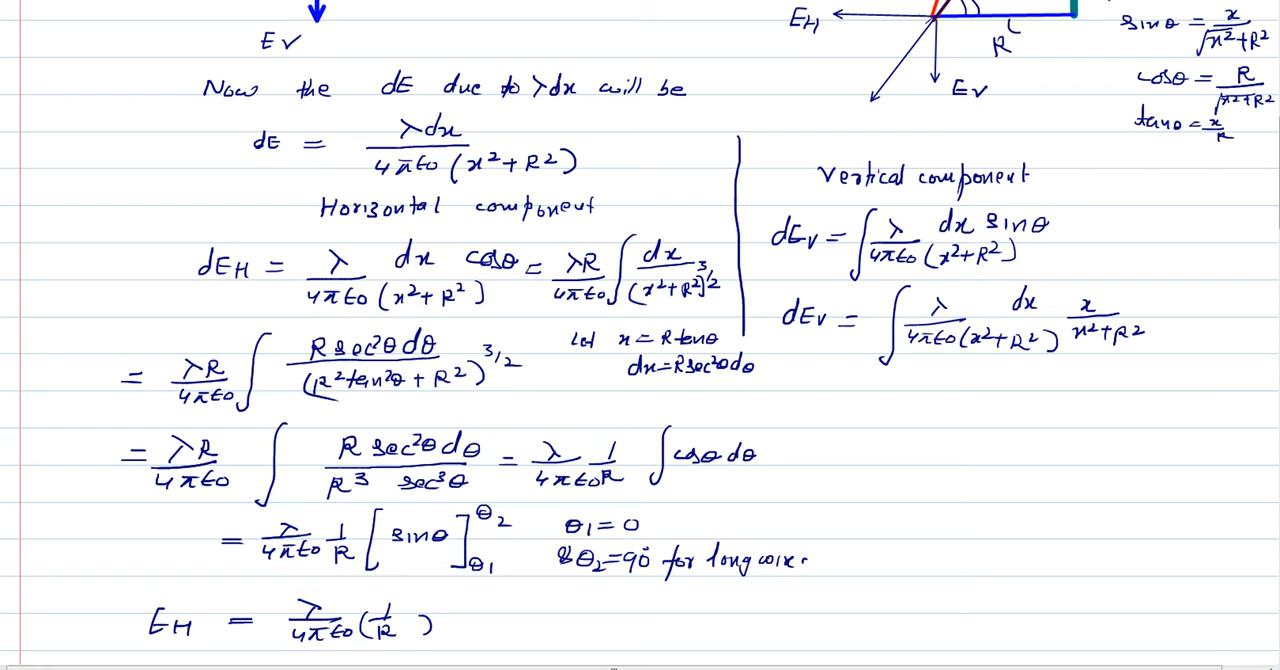 EH R EV
sinθ = x/√(x²+R²)
cosθ = R/√(x²+R²)
tanθ = x/R
EV
Now the dE due to λdx will be
dE = λdx / 4πε0(x²+R²)
Horizontal component
dEH = λ/4πε0 dx/(x²+R²) cosθ = λR/4πε0 ∫ dx/(x²+R²)^3/2
Let x = R tanθ
dx = R sec²θ dθ
= λR/4πε0 ∫ R sec²θ dθ/(R² tan²θ + R²)^3/2
= λR/4πε0 ∫ R sec²θ dθ/R³ sec³θ = λ/4πε0 1/R ∫ cosθ dθ
= λ/4πε0 1/R [sinθ]θ1^θ2 θ1 = 0
& θ2 = 90° for long wire.
EH = λ/4πε0 (1/R)
Vertical component
dEV = ∫ λ/4πε0 dx sinθ/(x²+R²)
dEV = ∫ λ/4πε0 dx/(x²+R²) x/x²+R²